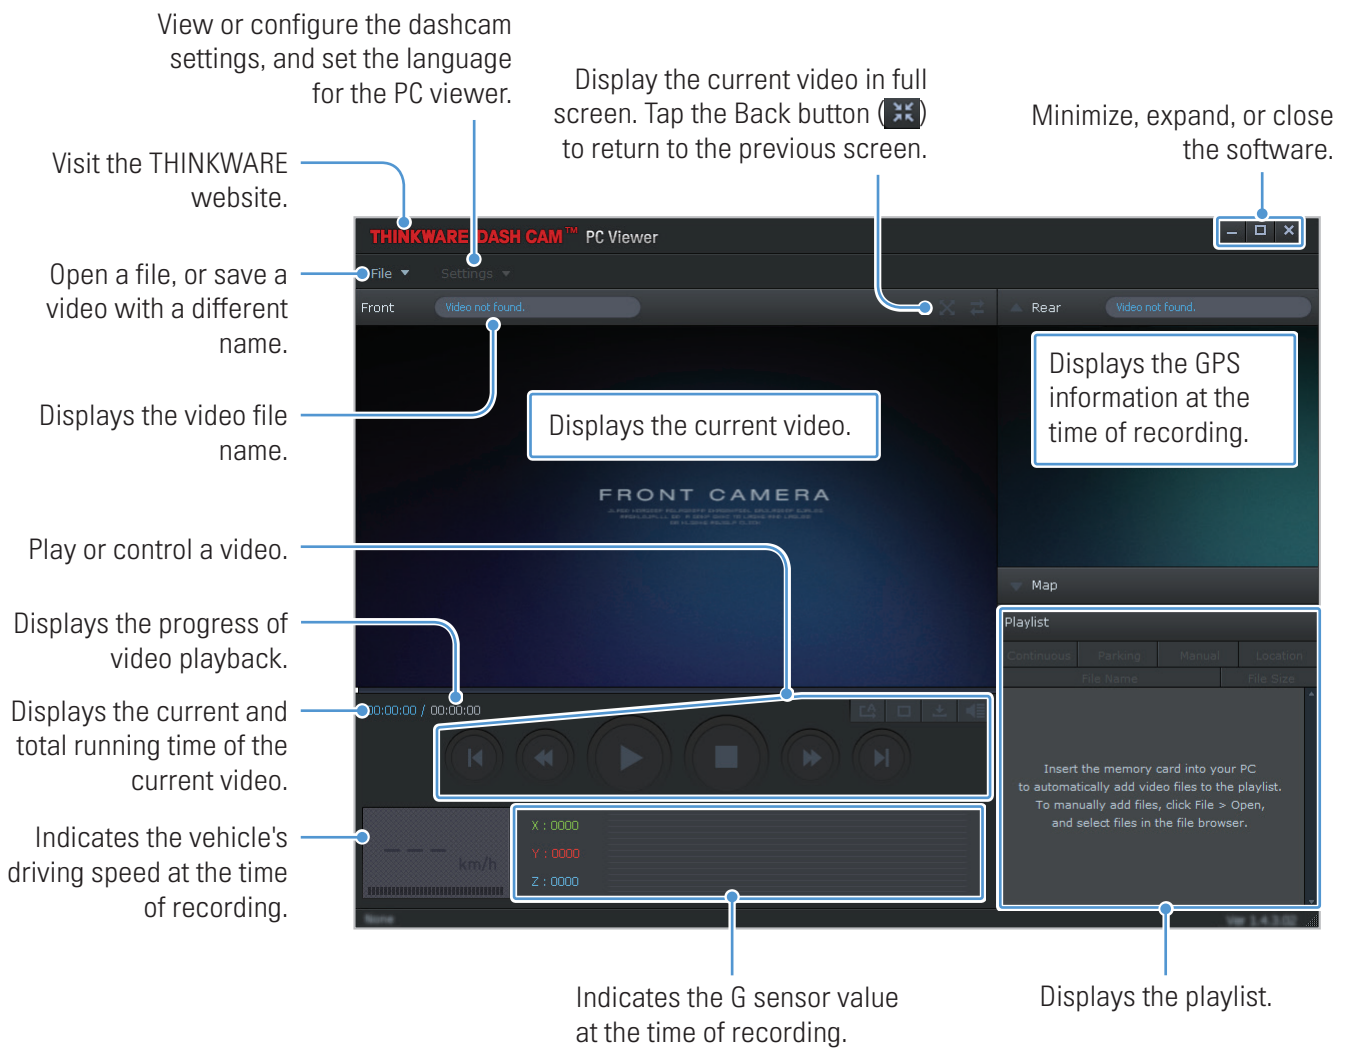 View or configure the dashcam
settings, and set the language
for the PC viewer.
Display the current video in full
screen. Tap the Back button ( )
to return to the previous screen.
Minimize, expand, or close
the software.
Visit the THINKWARE
website.
THINKWARE DASH CAM™ PC Viewer
Open a file, or save a
video with a different
name.
File
Settings
Front
Video not found.
Rear
Video not found.
Displays the video file
name.
Displays the current video.
Displays the GPS
information at the
time of recording.
FRONT CAMERA
Play or control a video.
Map
Displays the progress of
video playback.
Playlist
Continuous Parking Manual Location
File Name File Size
Displays the current and
total running time of the
current video.
00:00:00 / 00:00:00
Insert the memory card into your PC
to automatically add video files to the playlist.
To manually add files, click File > Open,
and select files in the file browser.
Indicates the vehicle's
driving speed at the time
of recording.
--- km/h
X : 0000
Y : 0000
Z : 0000
None
Ver 1.4.3.02
Indicates the G sensor value
at the time of recording.
Displays the playlist.